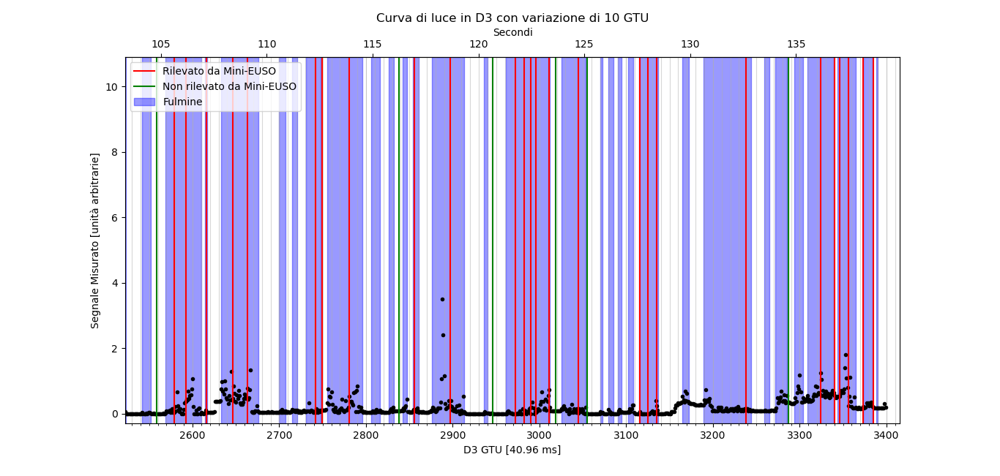 Curva di luce in D3 con variazione di 10 GTU
Secondi
105 110 115 120 125 130 135
Rilevato da Mini-EUSO
Non rilevato da Mini-EUSO
Fulmine
Segnale Misurato [unità arbitrarie]
10
8
6
4
2
0
2600 2700 2800 2900 3000 3100 3200 3300 3400
D3 GTU [40.96 ms]